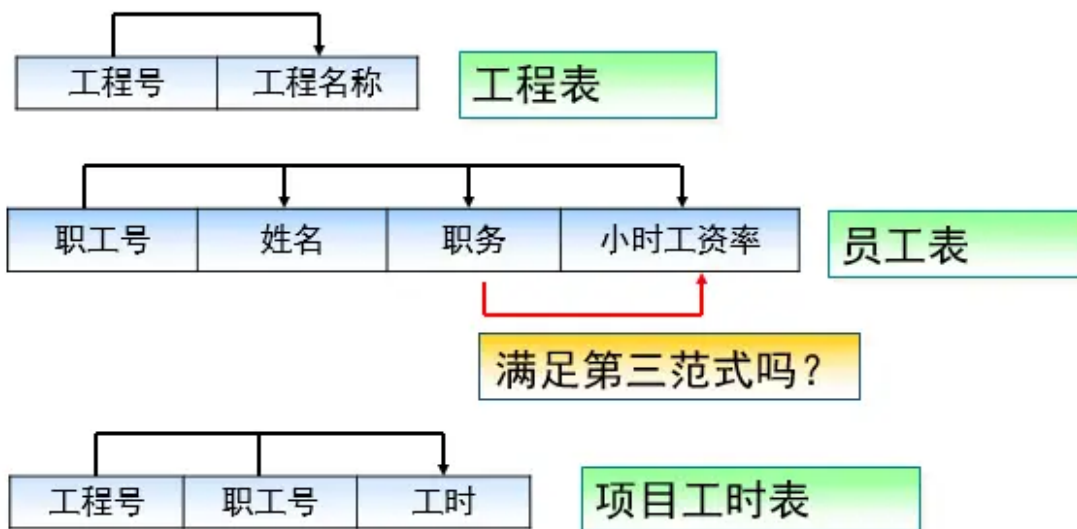 工程号 工程名称 工程表
职工号 姓名 职务 小时工资率 员工表
满足第三范式吗？
工程号 职工号 工时 项目工时表